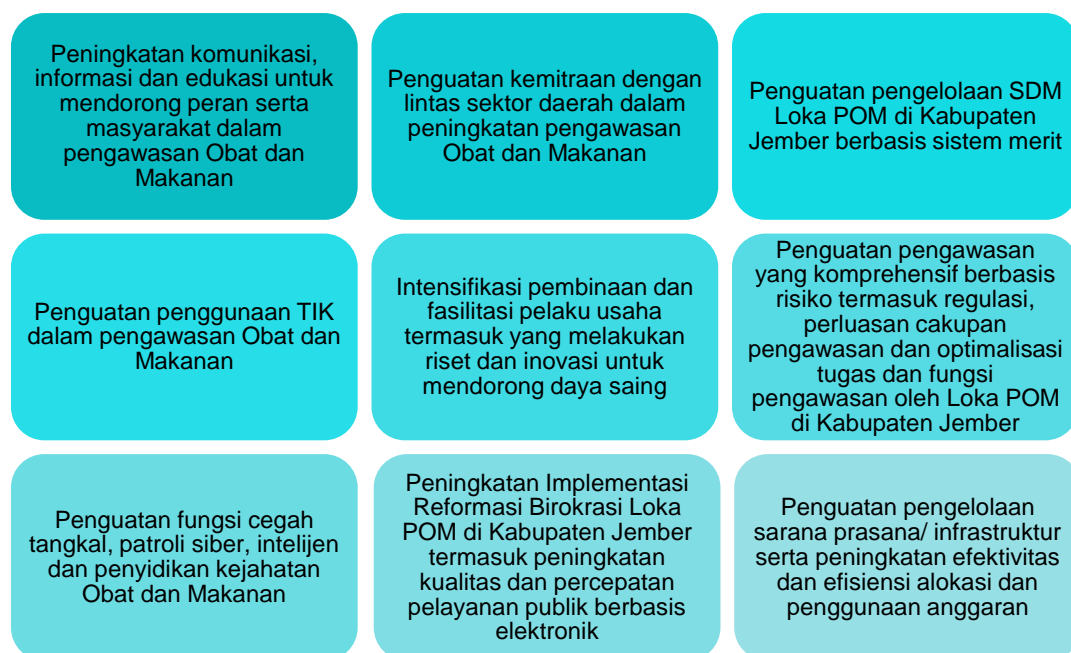 Peningkatan komunikasi,
informasi dan edukasi untuk
mendorong peran serta
masyarakat dalam
pengawasan Obat dan
Makanan
Penguatan kemitraan dengan
lintas sektor daerah dalam
peningkatan pengawasan
Obat dan Makanan
Penguatan pengelolaan SDM
Loka POM di Kabupaten
Jember berbasis sistem merit
Penguatan penggunaan TIK
dalam pengawasan Obat dan
Makanan
Intensifikasi pembinaan dan
fasilitasi pelaku usaha
termasuk yang melakukan
riset dan inovasi untuk
mendorong daya saing
Penguatan pengawasan
yang komprehensif berbasis
risiko termasuk regulasi,
perluasan cakupan
pengawasan dan optimalisasi
tugas dan fungsi
pengawasan oleh Loka POM
di Kabupaten Jember
Penguatan fungsi cegah
tangkal, patroli siber, intelijen
dan penyidikan kejahatan
Obat dan Makanan
Peningkatan Implementasi
Reformasi Birokrasi Loka
POM di Kabupaten Jember
termasuk peningkatan
kualitas dan percepatan
pelayanan publik berbasis
elektronik
Penguatan pengelolaan
sarana prasana/ infrastruktur
serta peningkatan efektivitas
dan efisiensi alokasi dan
penggunaan anggaran